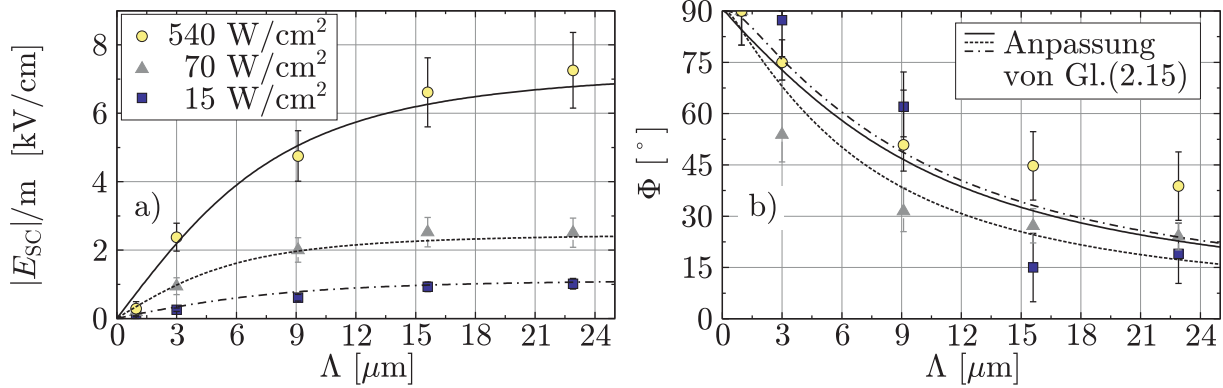 540 W/cm²
70 W/cm²
15 W/cm²
|E_SC|/m [kV/cm]
8
6
4
2
0
a)
0 3 6 9 12 15 18 21 24
Λ [μm]
Anpassung
von Gl.(2.15)
Φ [°]
90
75
60
45
30
15
0
b)
0 3 6 9 12 15 18 21 24
Λ [μm]